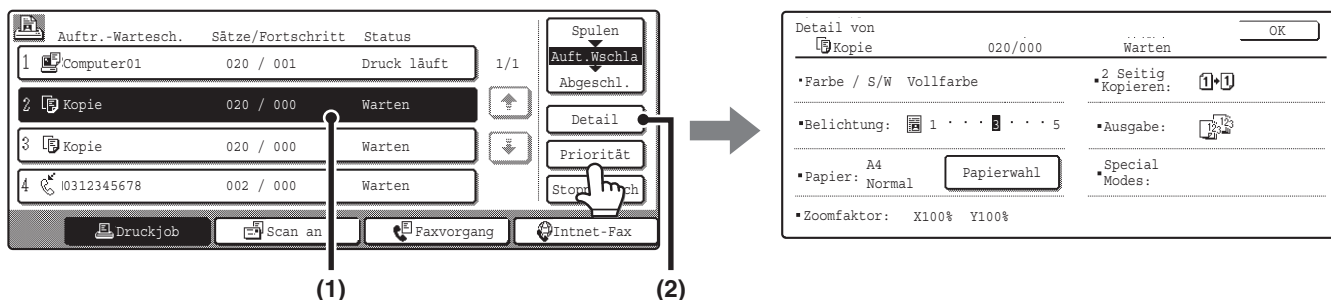 Auftr.-Wartesch. Sätze/Fortschritt Status
1 Computer01 020 / 001 Druck läuft
2 Kopie 020 / 000 Warten
3 Kopie 020 / 000 Warten
4 0312345678 002 / 000 Warten
1/1
Spulen
Auft.Wschla
Abgeschl.
Detail
Priorität
Druckjob Scan an Faxvorgang Intnet-Fax
(1) (2)
Detail von OK
Kopie 020/000 Warten
Farbe / S/W Vollfarbe
2 Seitig
Kopieren:
Belichtung: 1 · · · 3 · · · 5
Ausgabe:
Papier: A4
Normal
Papierwahl
Special
Modes:
Zoomfaktor: X100% Y100%